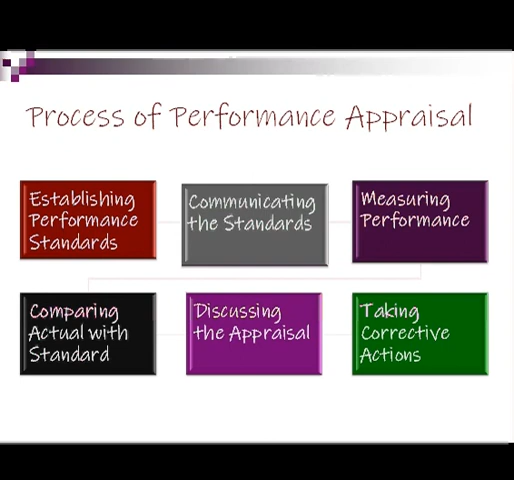 Process of Performance Appraisal
Establishing
Performance
Standards
Communicating
the Standards
Measuring
Performance
Comparing
Actual with
Standard
Discussing
the Appraisal
Taking
Corrective
Actions